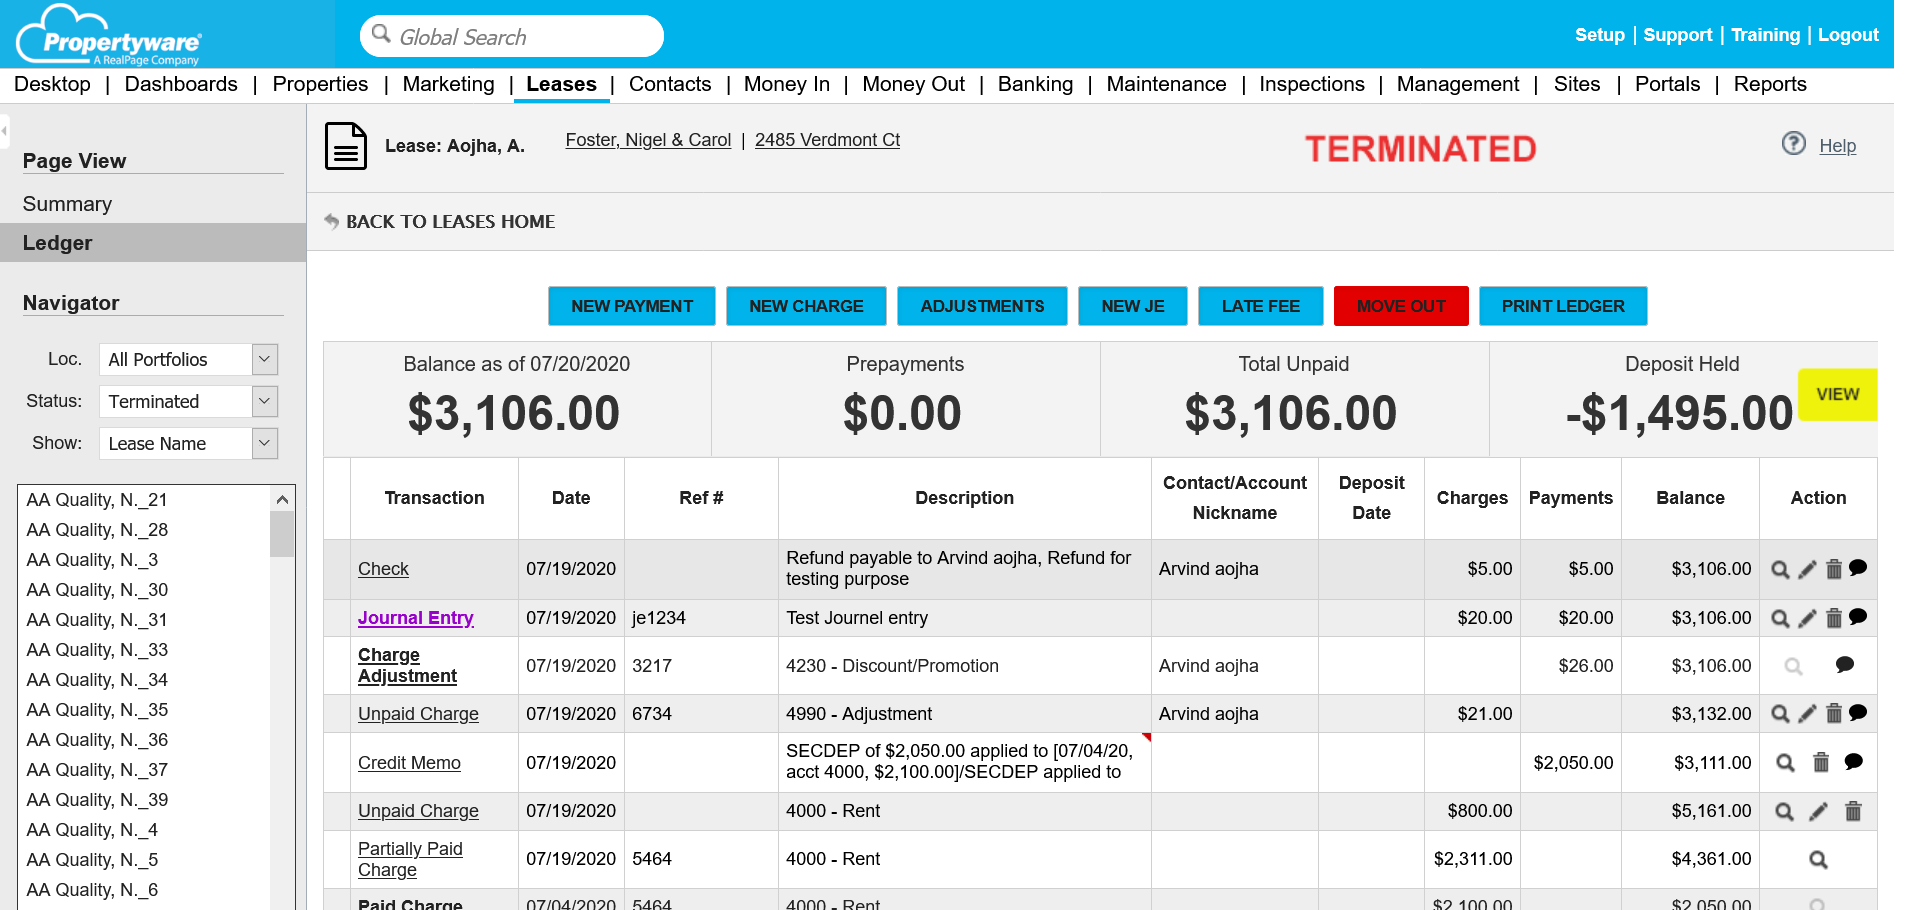 Propertyware
A RealPage Company
Global Search
Setup | Support | Training | Logout
Desktop | Dashboards | Properties | Marketing | Leases | Contacts | Money In | Money Out | Banking | Maintenance | Inspections | Management | Sites | Portals | Reports
Page View
Summary
Ledger
Navigator
Loc. All Portfolios
Status: Terminated
Show: Lease Name
AA Quality, N._21
AA Quality, N._28
AA Quality, N._3
AA Quality, N._30
AA Quality, N._31
AA Quality, N._33
AA Quality, N._34
AA Quality, N._35
AA Quality, N._36
AA Quality, N._37
AA Quality, N._39
AA Quality, N._4
AA Quality, N._5
AA Quality, N._6
Lease: Aojha, A. Foster, Nigel & Carol | 2485 Verdmont Ct TERMINATED ? Help
BACK TO LEASES HOME
NEW PAYMENT NEW CHARGE ADJUSTMENTS NEW JE LATE FEE MOVE OUT PRINT LEDGER
Balance as of 07/20/2020 Prepayments Total Unpaid Deposit Held
$3,106.00 $0.00 $3,106.00 -$1,495.00 VIEW
Transaction Date Ref # Description Contact/Account Nickname Deposit Date Charges Payments Balance Action
Check 07/19/2020 Refund payable to Arvind aojha, Refund for testing purpose Arvind aojha $5.00 $5.00 $3,106.00
Journal Entry 07/19/2020 je1234 Test Journel entry $20.00 $20.00 $3,106.00
Charge Adjustment 07/19/2020 3217 4230 - Discount/Promotion Arvind aojha $26.00 $3,106.00
Unpaid Charge 07/19/2020 6734 4990 - Adjustment Arvind aojha $21.00 $3,132.00
Credit Memo 07/19/2020 SECDEP of $2,050.00 applied to [07/04/20, acct 4000, $2,100.00]/SECDEP applied to $2,050.00 $3,111.00
Unpaid Charge 07/19/2020 4000 - Rent $800.00 $5,161.00
Partially Paid Charge 07/19/2020 5464 4000 - Rent $2,311.00 $4,361.00
Paid Charge 07/04/2020 5464 4000 - Rent $2,100.00 $2,050.00